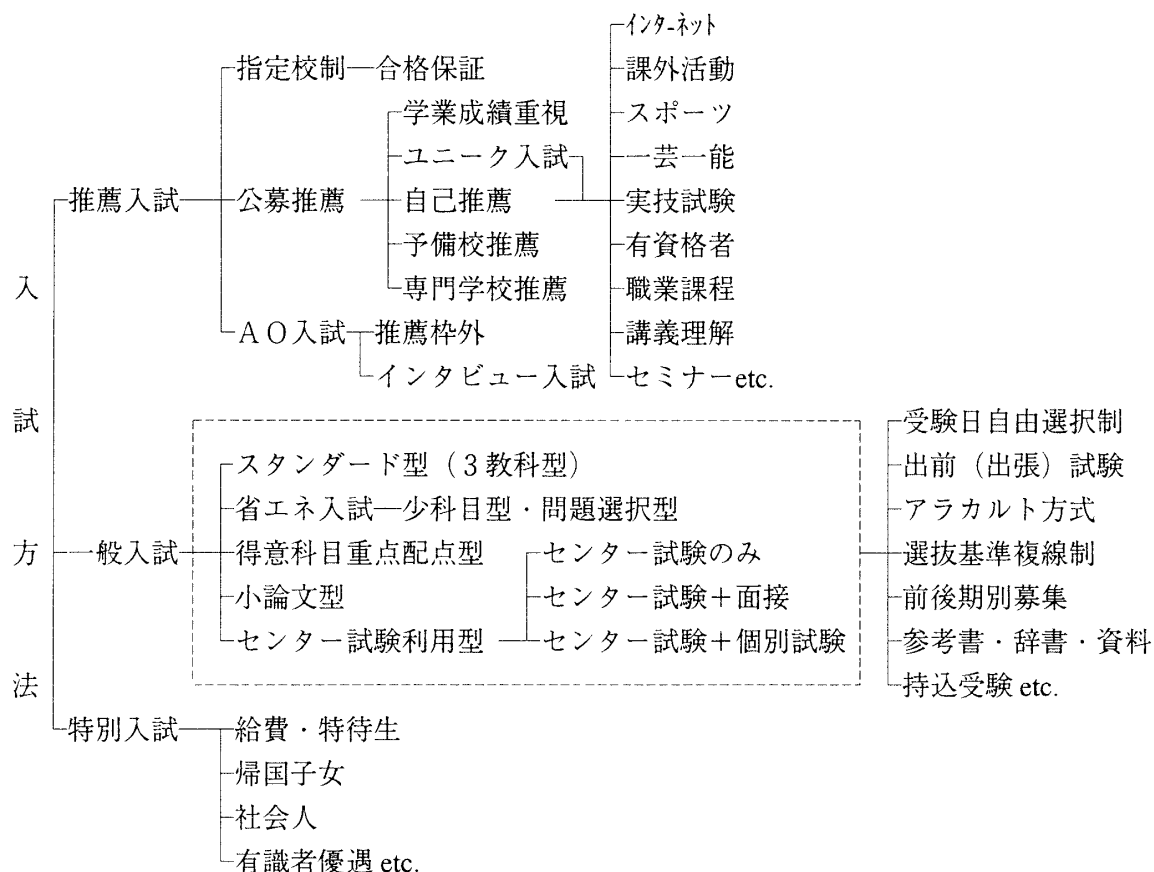 インターネット
指定校制 合格保証 課外活動
学業成績重視 スポーツ
ユニーク入試 一芸一能
推薦入試 公募推薦 自己推薦 実技試験
予備校推薦 有資格者
専門学校推薦 職業課程
ＡＯ入試 推薦枠外 講義理解
インタビュー入試 セミナーetc.
入試方法
受験日自由選択制
スタンダード型（３教科型） 出前（出張）試験
省エネ入試 少科目型・問題選択型 アラカルト方式
一般入試 得意科目重点配点型 センター試験のみ 選抜基準複線制
小論文型 センター試験＋面接 前後期別募集
センター試験利用型 センター試験＋個別試験 参考書・辞書・資料
持込受験 etc.
特別入試 給費・特待生
帰国子女
社会人
有識者優遇 etc.